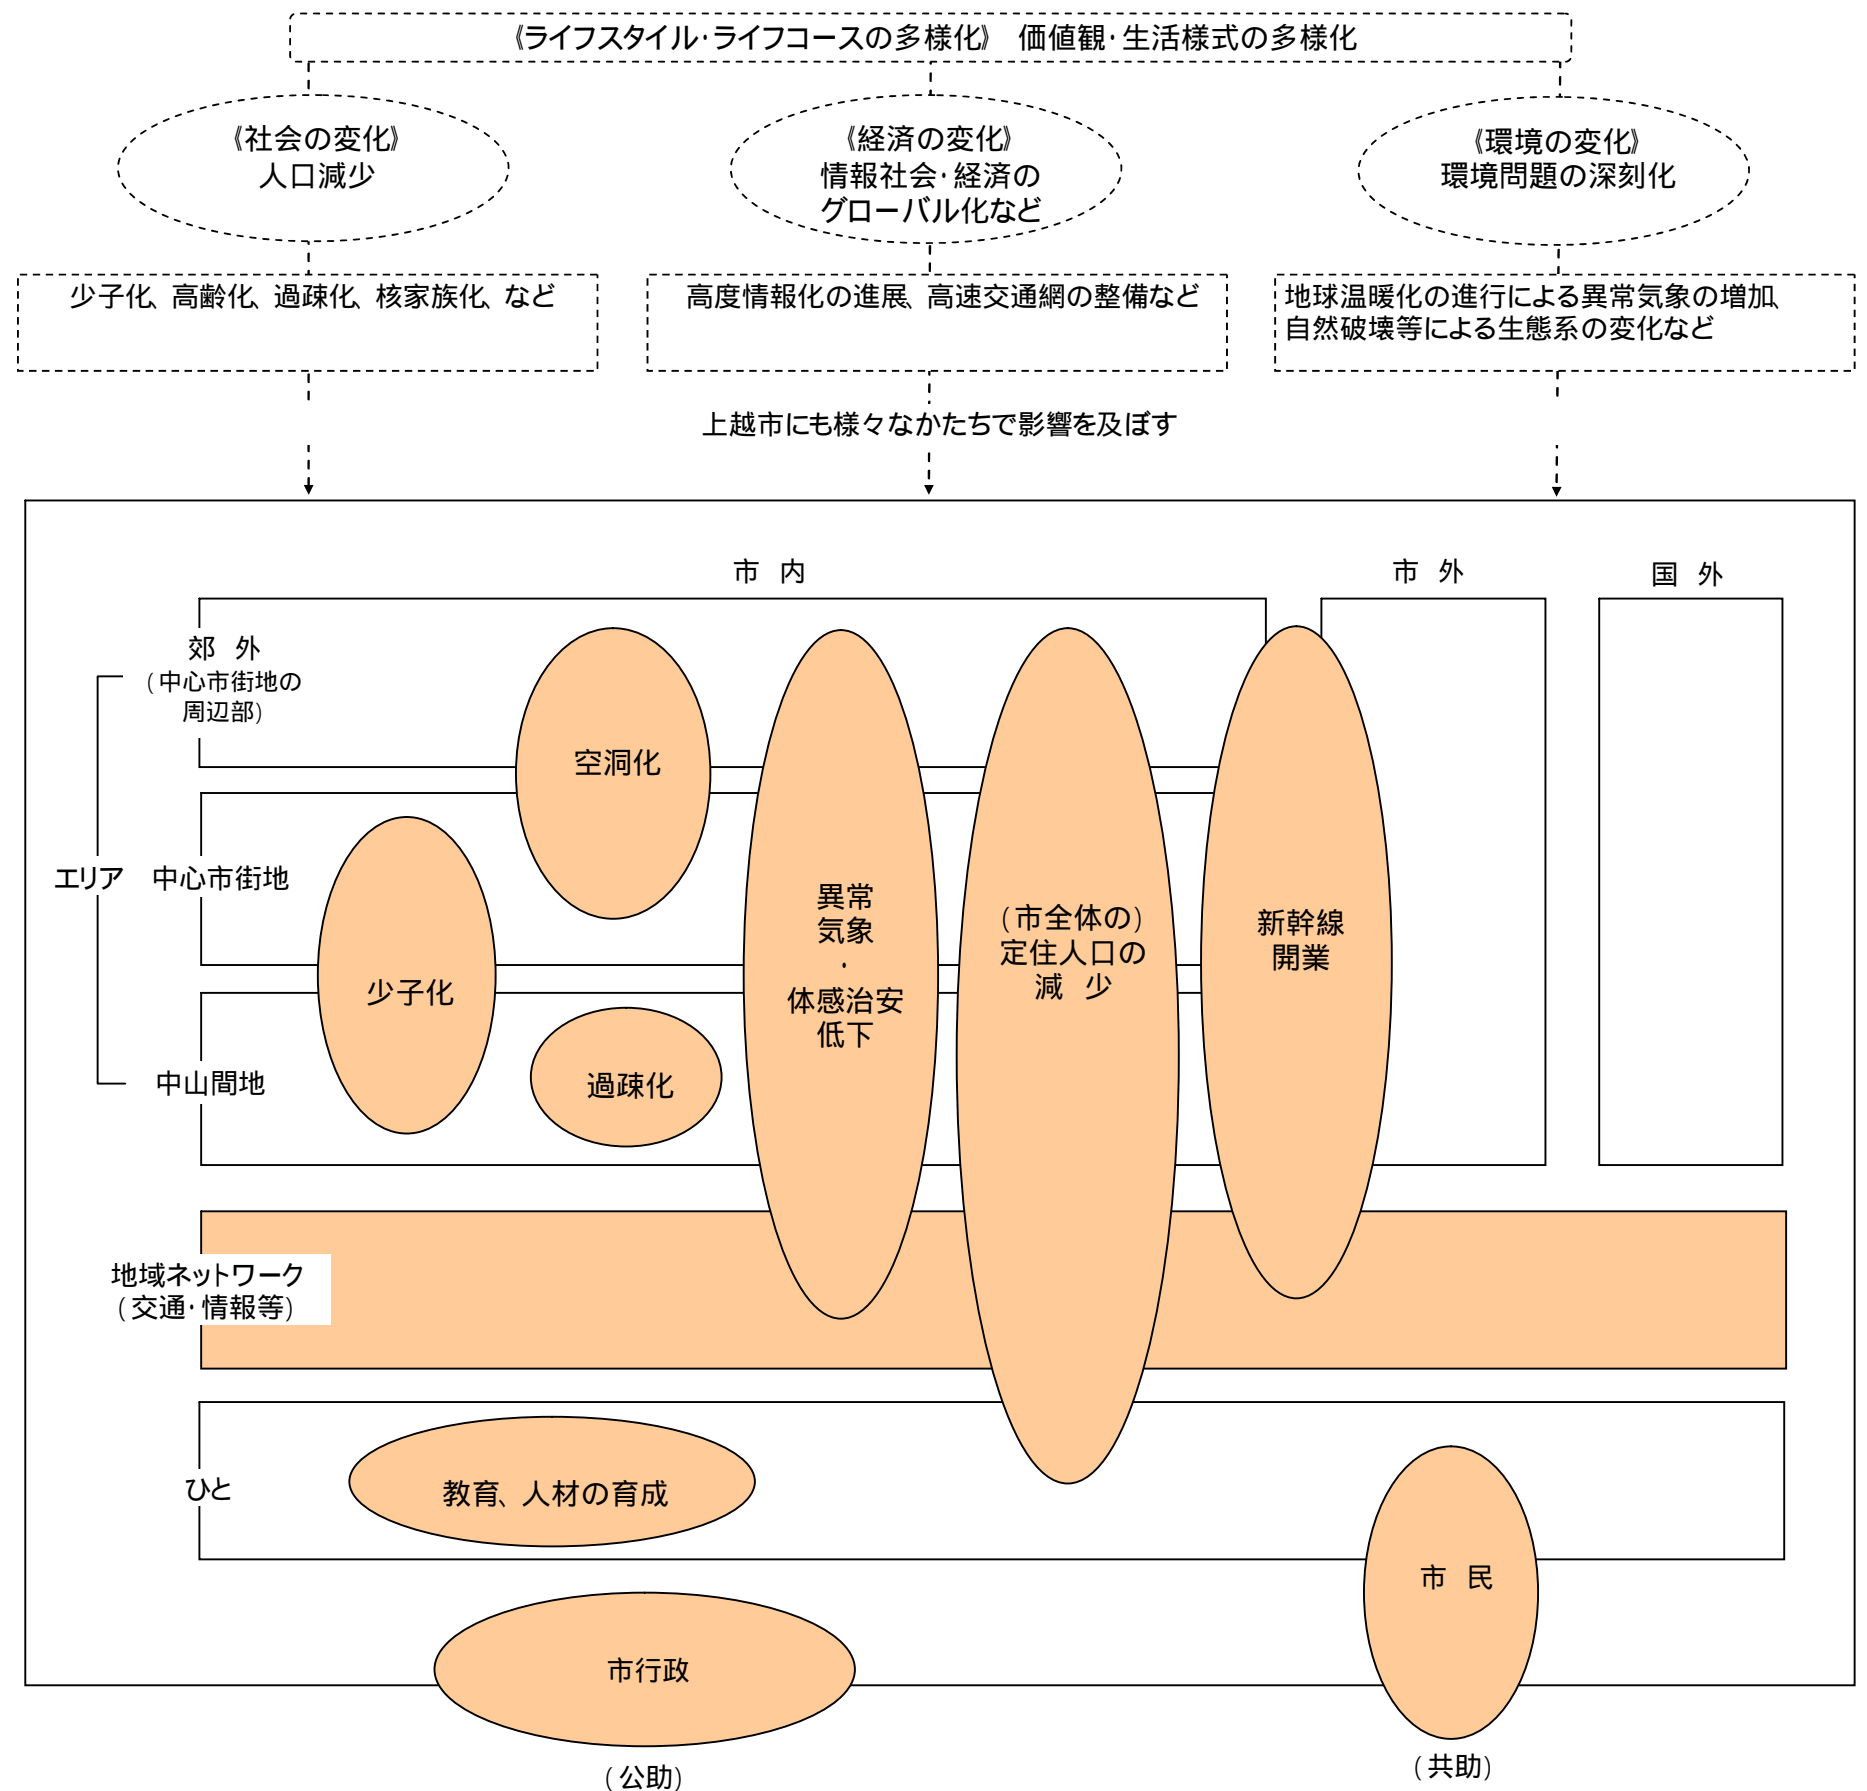 《ライフスタイル・ライフコースの多様化》 価値観・生活様式の多様化
《社会の変化》
人口減少
《経済の変化》
情報社会・経済の
グローバル化など
《環境の変化》
環境問題の深刻化
少子化、高齢化、過疎化、核家族化、など
高度情報化の進展、高速交通網の整備など
地球温暖化の進行による異常気象の増加、
自然破壊等による生態系の変化など
上越市にも様々なかたちで影響を及ぼす
市 内
市 外
国 外
郊 外
(中心市街地の
周辺部)
空洞化
エリア
中心市街地
異常
気象
・
体感治安
低下
(市全体の)
定住人口の
減 少
新幹線
開業
少子化
中山間地
過疎化
地域ネットワーク
(交通・情報等)
ひと
教育、人材の育成
市 民
市行政
(共助)
(公助)